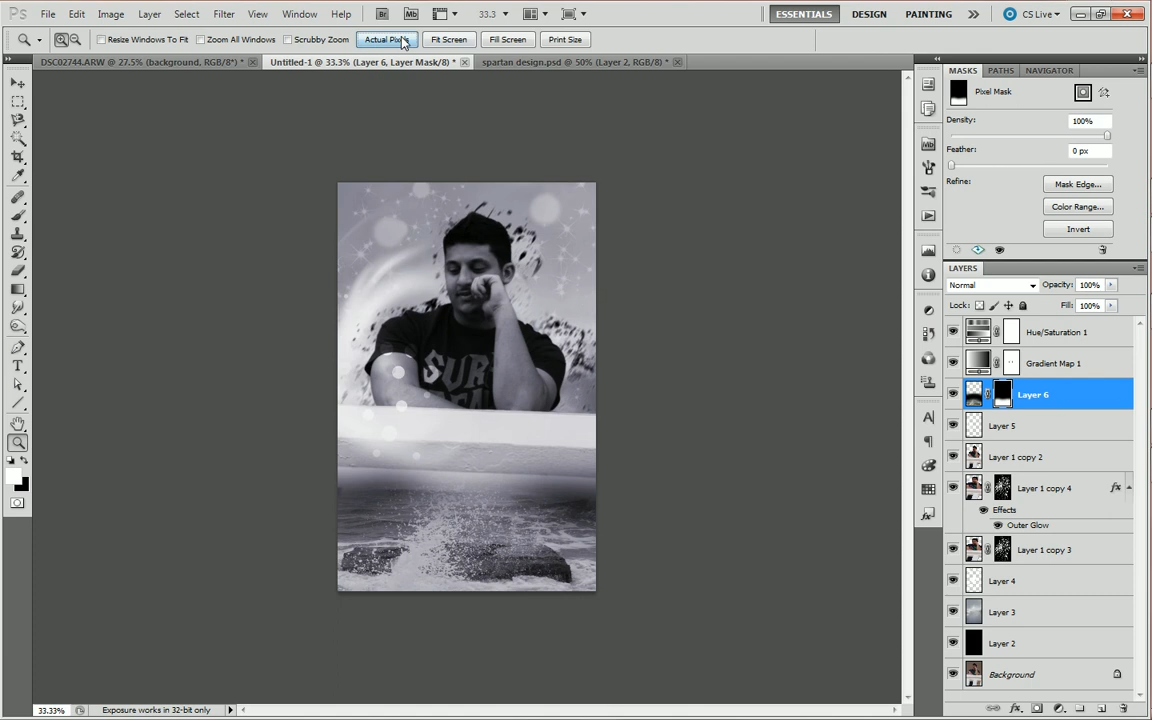 Ps File Edit Image Layer Select Filter View Window Help Br Mb 33.3 ESSENTIALS DESIGN PAINTING CS Live
Resize Windows To Fit Zoom All Windows Scrubby Zoom Actual Pixels Fit Screen Fill Screen Print Size
DSC02744.ARW @ 27.5% (background, RGB/8*) * Untitled-1 @ 33.3% (Layer 6, Layer Mask/8) * spartan design.psd @ 50% (Layer 2, RGB/8) *
MASKS PATHS NAVIGATOR
Pixel Mask
Density: 100%
Feather: 0 px
Refine: Mask Edge...
Color Range...
Invert
LAYERS
Normal Opacity: 100%
Lock: Fill: 100%
Hue/Saturation 1
Gradient Map 1
Layer 6
Layer 5
Layer 1 copy 2
Layer 1 copy 4 fx
Effects
Outer Glow
Layer 1 copy 3
Layer 4
Layer 3
Layer 2
Background
33.33% Exposure works in 32-bit only